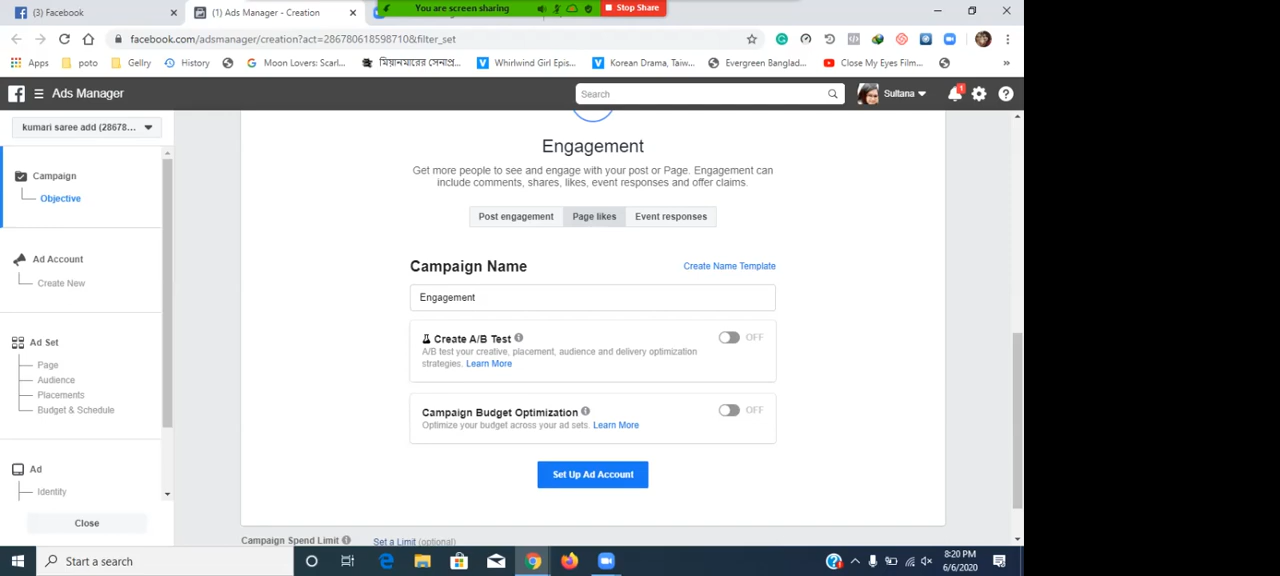 (3) Facebook
(1) Ads Manager - Creation
You are screen sharing
Stop Share
facebook.com/adsmanager/creation?act=286780618598710&filter_set
Apps
poto
Gellry
History
Moon Lovers: Scarl...
মিয়ানমারের সেনাপ্র...
Whirlwind Girl Episo...
Korean Drama, Taiw...
Evergreen Banglad...
Close My Eyes Film...
Ads Manager
Search
Sultana
1
kumari saree add (28678...
Campaign
Objective
Ad Account
Create New
Ad Set
Page
Audience
Placements
Budget & Schedule
Ad
Identity
Close
Engagement
Get more people to see and engage with your post or Page. Engagement can
include comments, shares, likes, event responses and offer claims.
Post engagement
Page likes
Event responses
Campaign Name
Create Name Template
Engagement
Create A/B Test
OFF
A/B test your creative, placement, audience and delivery optimization
strategies. Learn More
Campaign Budget Optimization
OFF
Optimize your budget across your ad sets. Learn More
Set Up Ad Account
Campaign Spend Limit
Set a Limit (optional)
Start a search
8:20 PM
6/6/2020